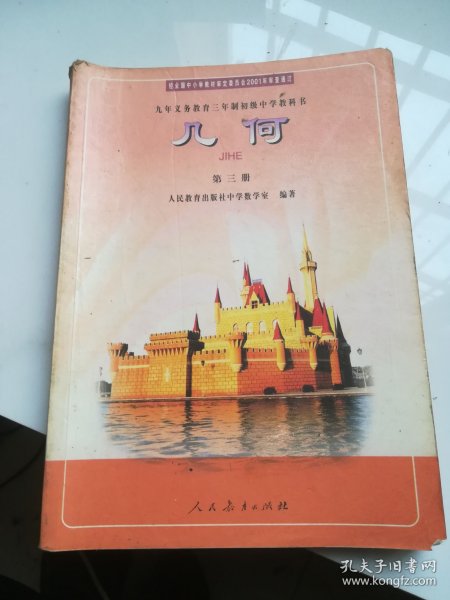 经全国中小学教材审定委员会2001年审查通过
九年义务教育三年制初级中学教科书
几何
JIHE
第三册
人民教育出版社中学数学室 编著
人民教育出版社
孔夫子旧书网
www.kongfz.com